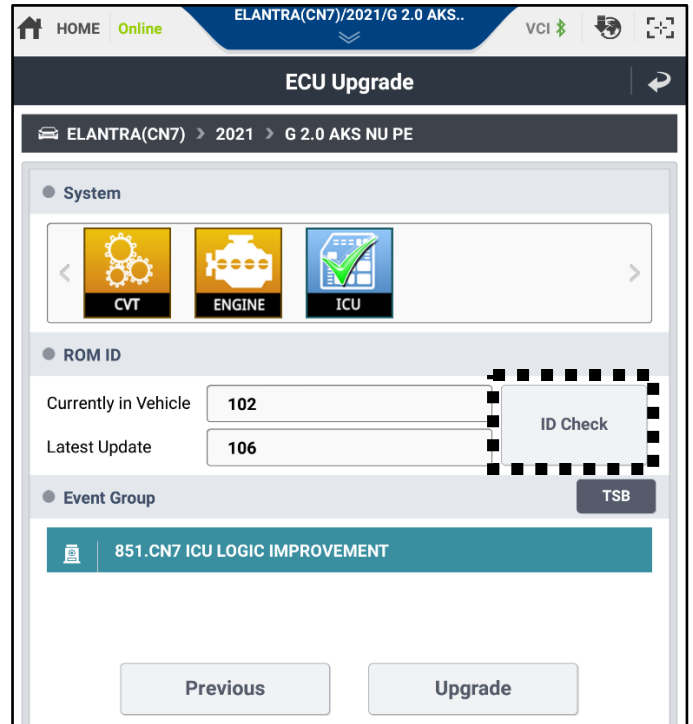 HOME Online ELANTRA(CN7)/2021/G 2.0 AKS.. VCI
ECU Upgrade
ELANTRA(CN7) > 2021 > G 2.0 AKS NU PE
System
CVT ENGINE ICU
ROM ID
Currently in Vehicle 102
ID Check
Latest Update 106
Event Group TSB
851.CN7 ICU LOGIC IMPROVEMENT
Previous Upgrade